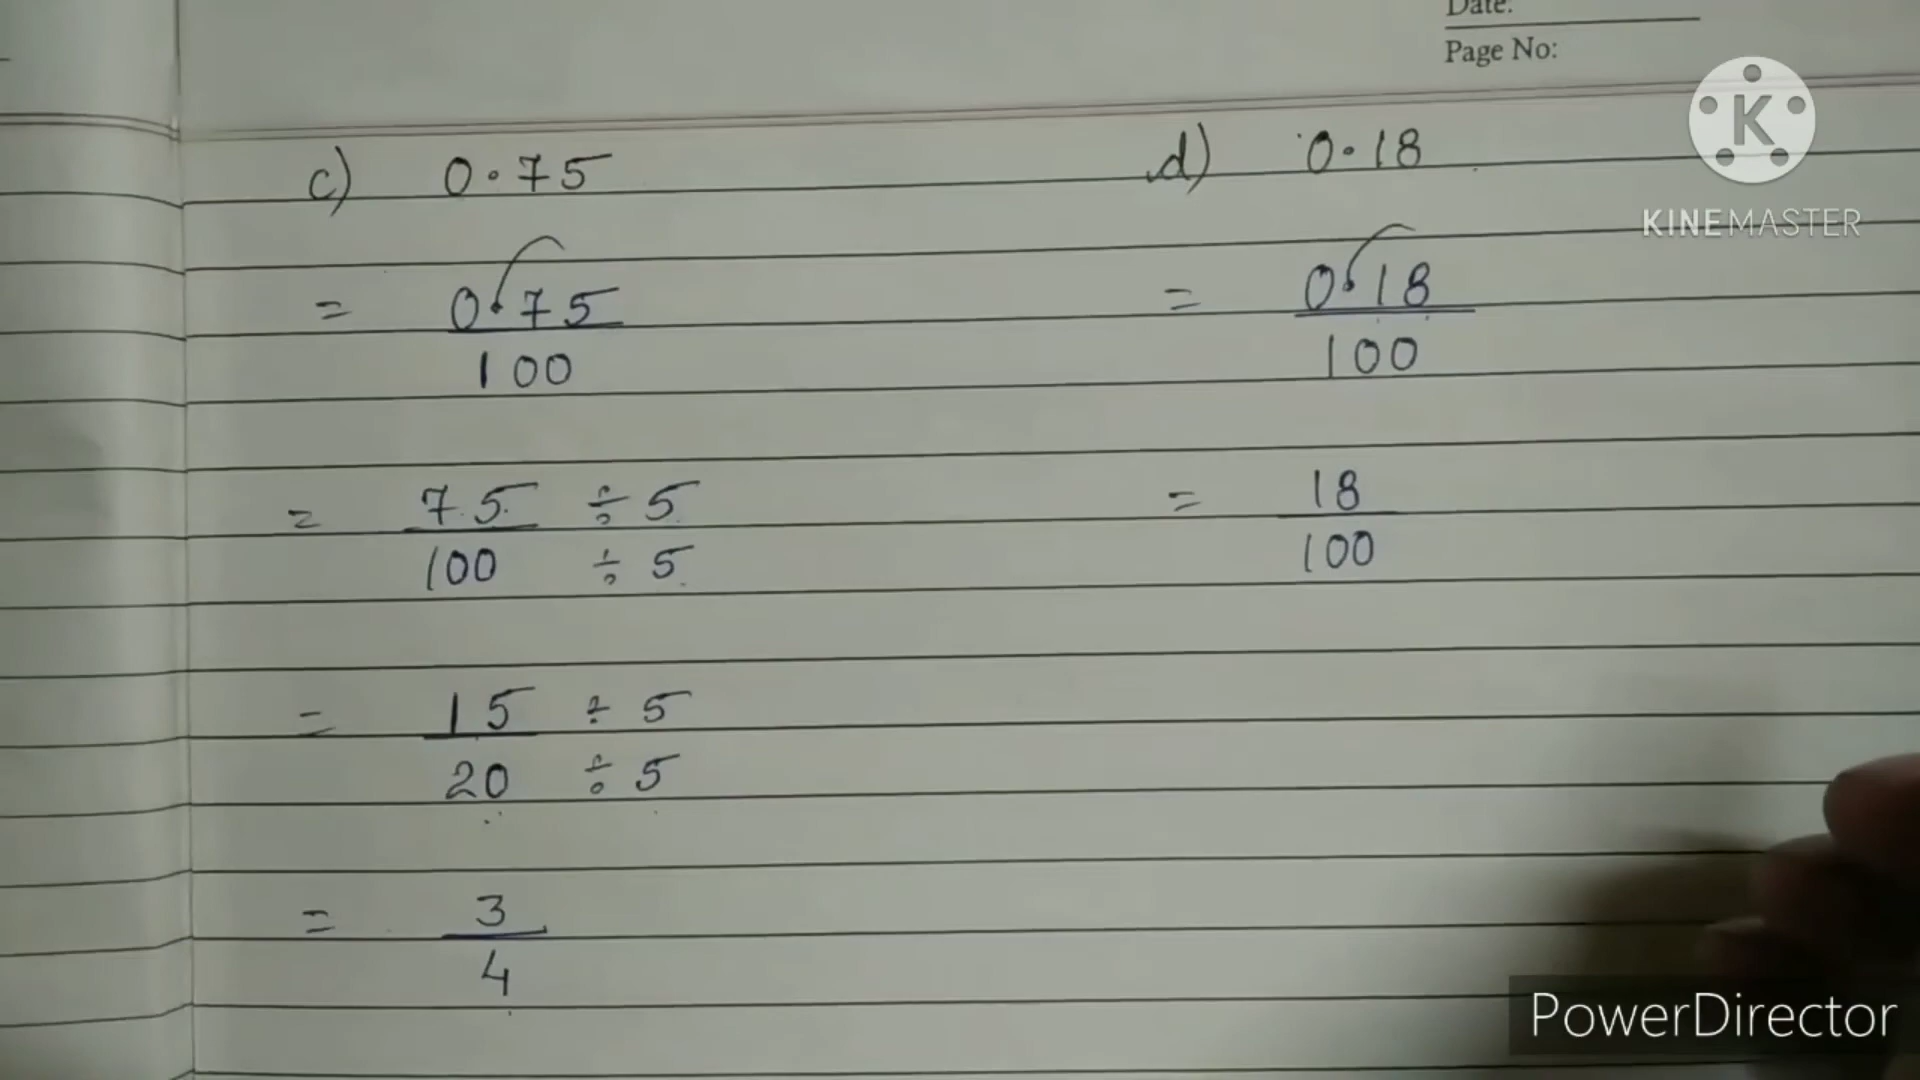 Date:
Page No:
K
KINEMASTER
c) 0.75
= 0.75
100
= 75 ÷ 5
100 ÷ 5
= 15 ÷ 5
20 ÷ 5
= 3
4
d) 0.18
= 0.18
100
= 18
100
PowerDirector